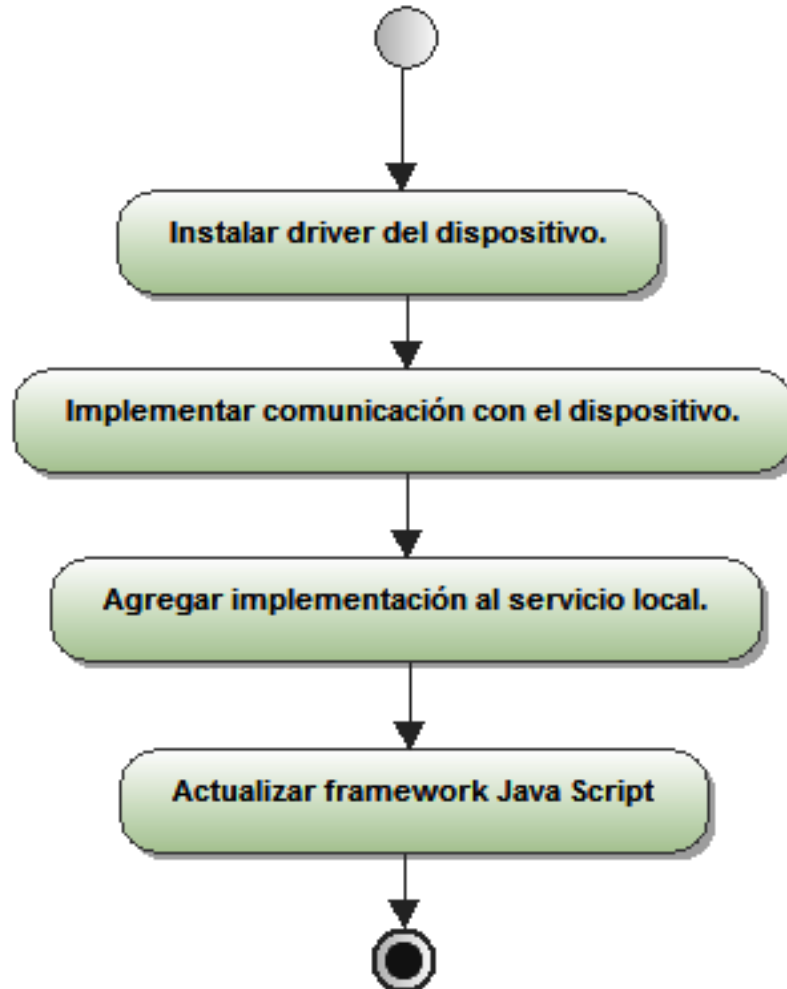 Instalar driver del dispositivo.
Implementar comunicación con el dispositivo.
Agregar implementación al servicio local.
Actualizar framework Java Script